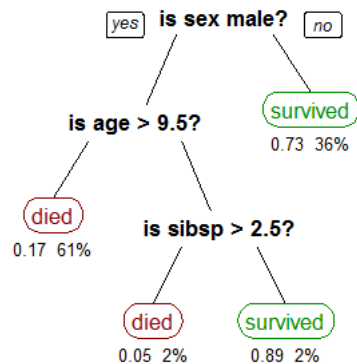 is sex male?
yes
no
survived
0.73 36%
is age > 9.5?
died
0.17 61%
is sibsp > 2.5?
died
survived
0.05 2%
0.89 2%